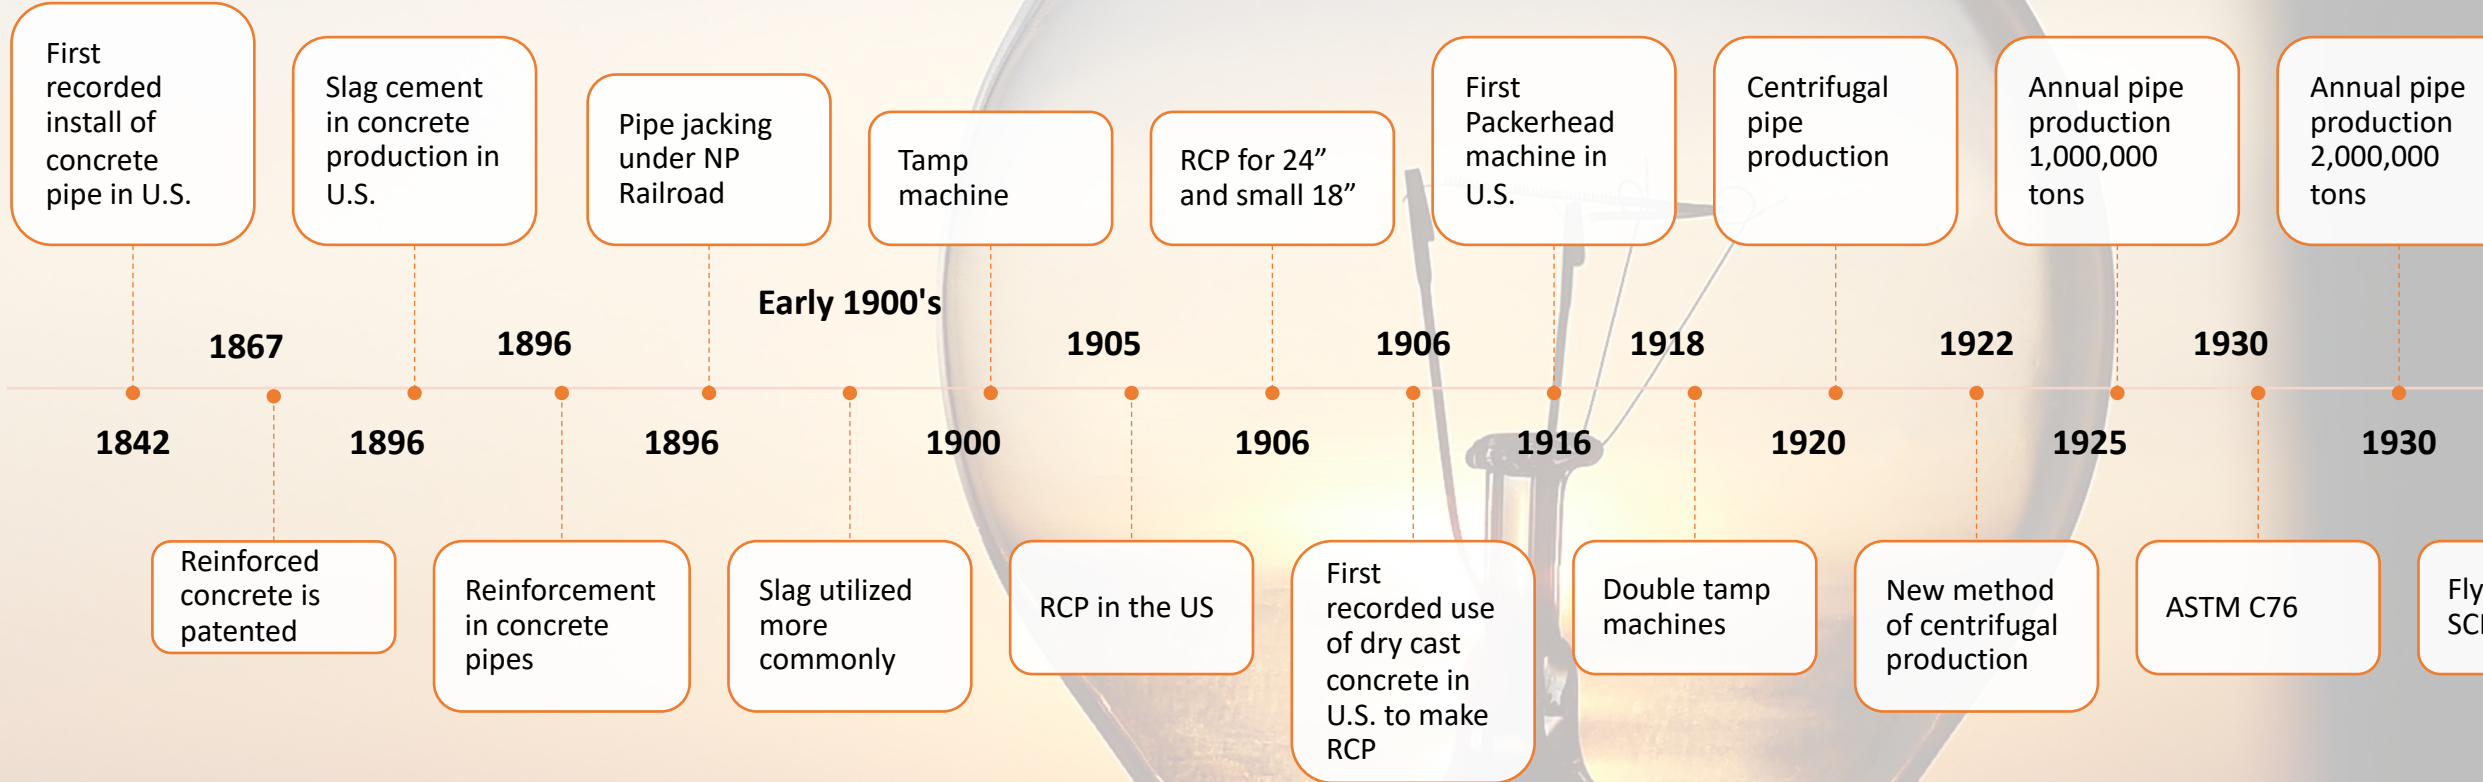 First
recorded
install of
concrete
pipe in U.S.
Slag cement
in concrete
production in
U.S.
Pipe jacking
under NP
Railroad
Tamp
machine
RCP for 24”
and small 18”
First
Packerhead
machine in
U.S.
Centrifugal
pipe
production
Annual pipe
production
1,000,000
tons
Annual pipe
production
2,000,000
tons
Early 1900's
1867
1896
1905
1906
1918
1922
1930
1842
1896
1896
1900
1906
1916
1920
1925
1930
Reinforced
concrete is
patented
Reinforcement
in concrete
pipes
Slag utilized
more
commonly
RCP in the US
First
recorded use
of dry cast
concrete in
U.S. to make
RCP
Double tamp
machines
New method
of centrifugal
production
ASTM C76
Fly